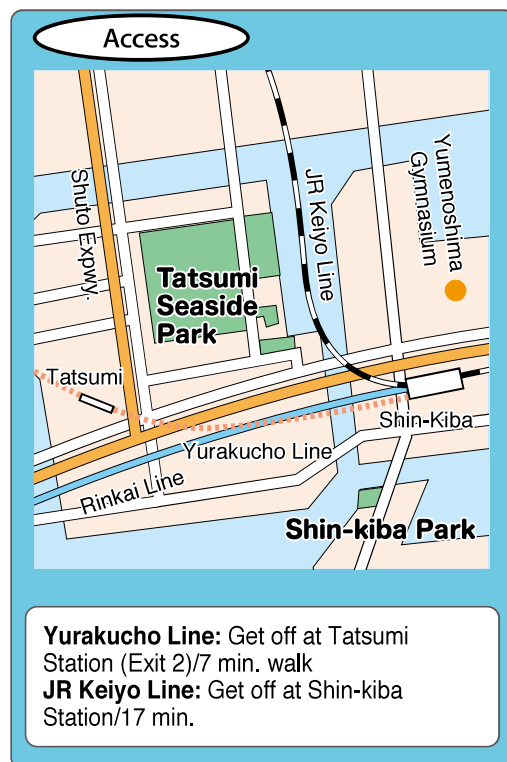 Access
Shuto Expwy.
JR Keiyo Line
Yumenoshima
Gymnasium
Tatsumi
Seaside
Park
Tatsumi
Shin-Kiba
Yurakucho Line
Rinkai Line
Shin-kiba Park
Yurakucho Line: Get off at Tatsumi
Station (Exit 2)/7 min. walk
JR Keiyo Line: Get off at Shin-kiba
Station/17 min.